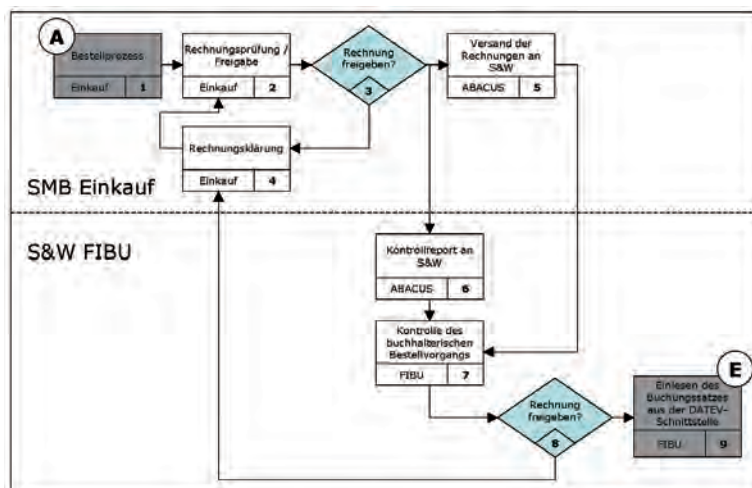 A
Bestellprozess
Einkauf 1
Rechnungsprüfung /
Freigabe
Einkauf 2
Rechnung
freigeben?
3
Versand der
Rechnungen an
S&W
ABACUS 5
Rechnungsklärung
Einkauf 4
SMB Einkauf
S&W FIBU
Kontrollreport an
S&W
ABACUS 6
Kontrolle des
buchhalterischen
Bestellvorgangs
FIBU 7
Rechnung
freigeben?
8
E
Einlesen des
Buchungssatzes
aus der DATEV-
Schnittstelle
FIBU 9